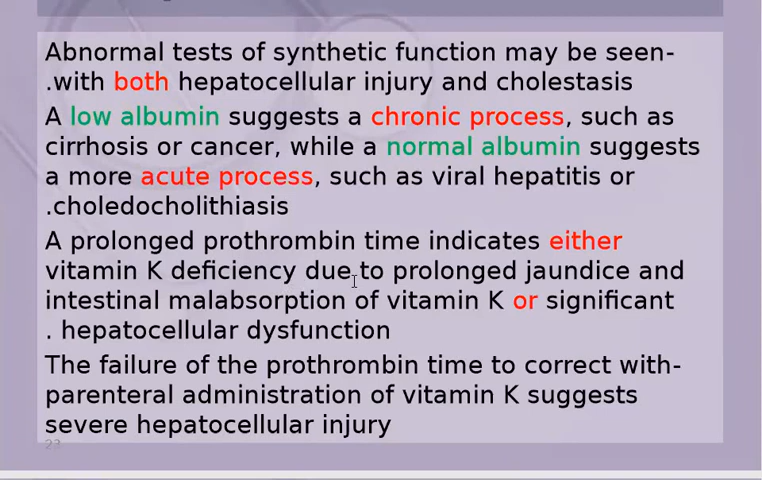 Abnormal tests of synthetic function may be seen-
.with both hepatocellular injury and cholestasis
A low albumin suggests a chronic process, such as
cirrhosis or cancer, while a normal albumin suggests
a more acute process, such as viral hepatitis or
.choledocholithiasis
A prolonged prothrombin time indicates either
vitamin K deficiency due to prolonged jaundice and
intestinal malabsorption of vitamin K or significant
. hepatocellular dysfunction
The failure of the prothrombin time to correct with-
parenteral administration of vitamin K suggests
severe hepatocellular injury
23